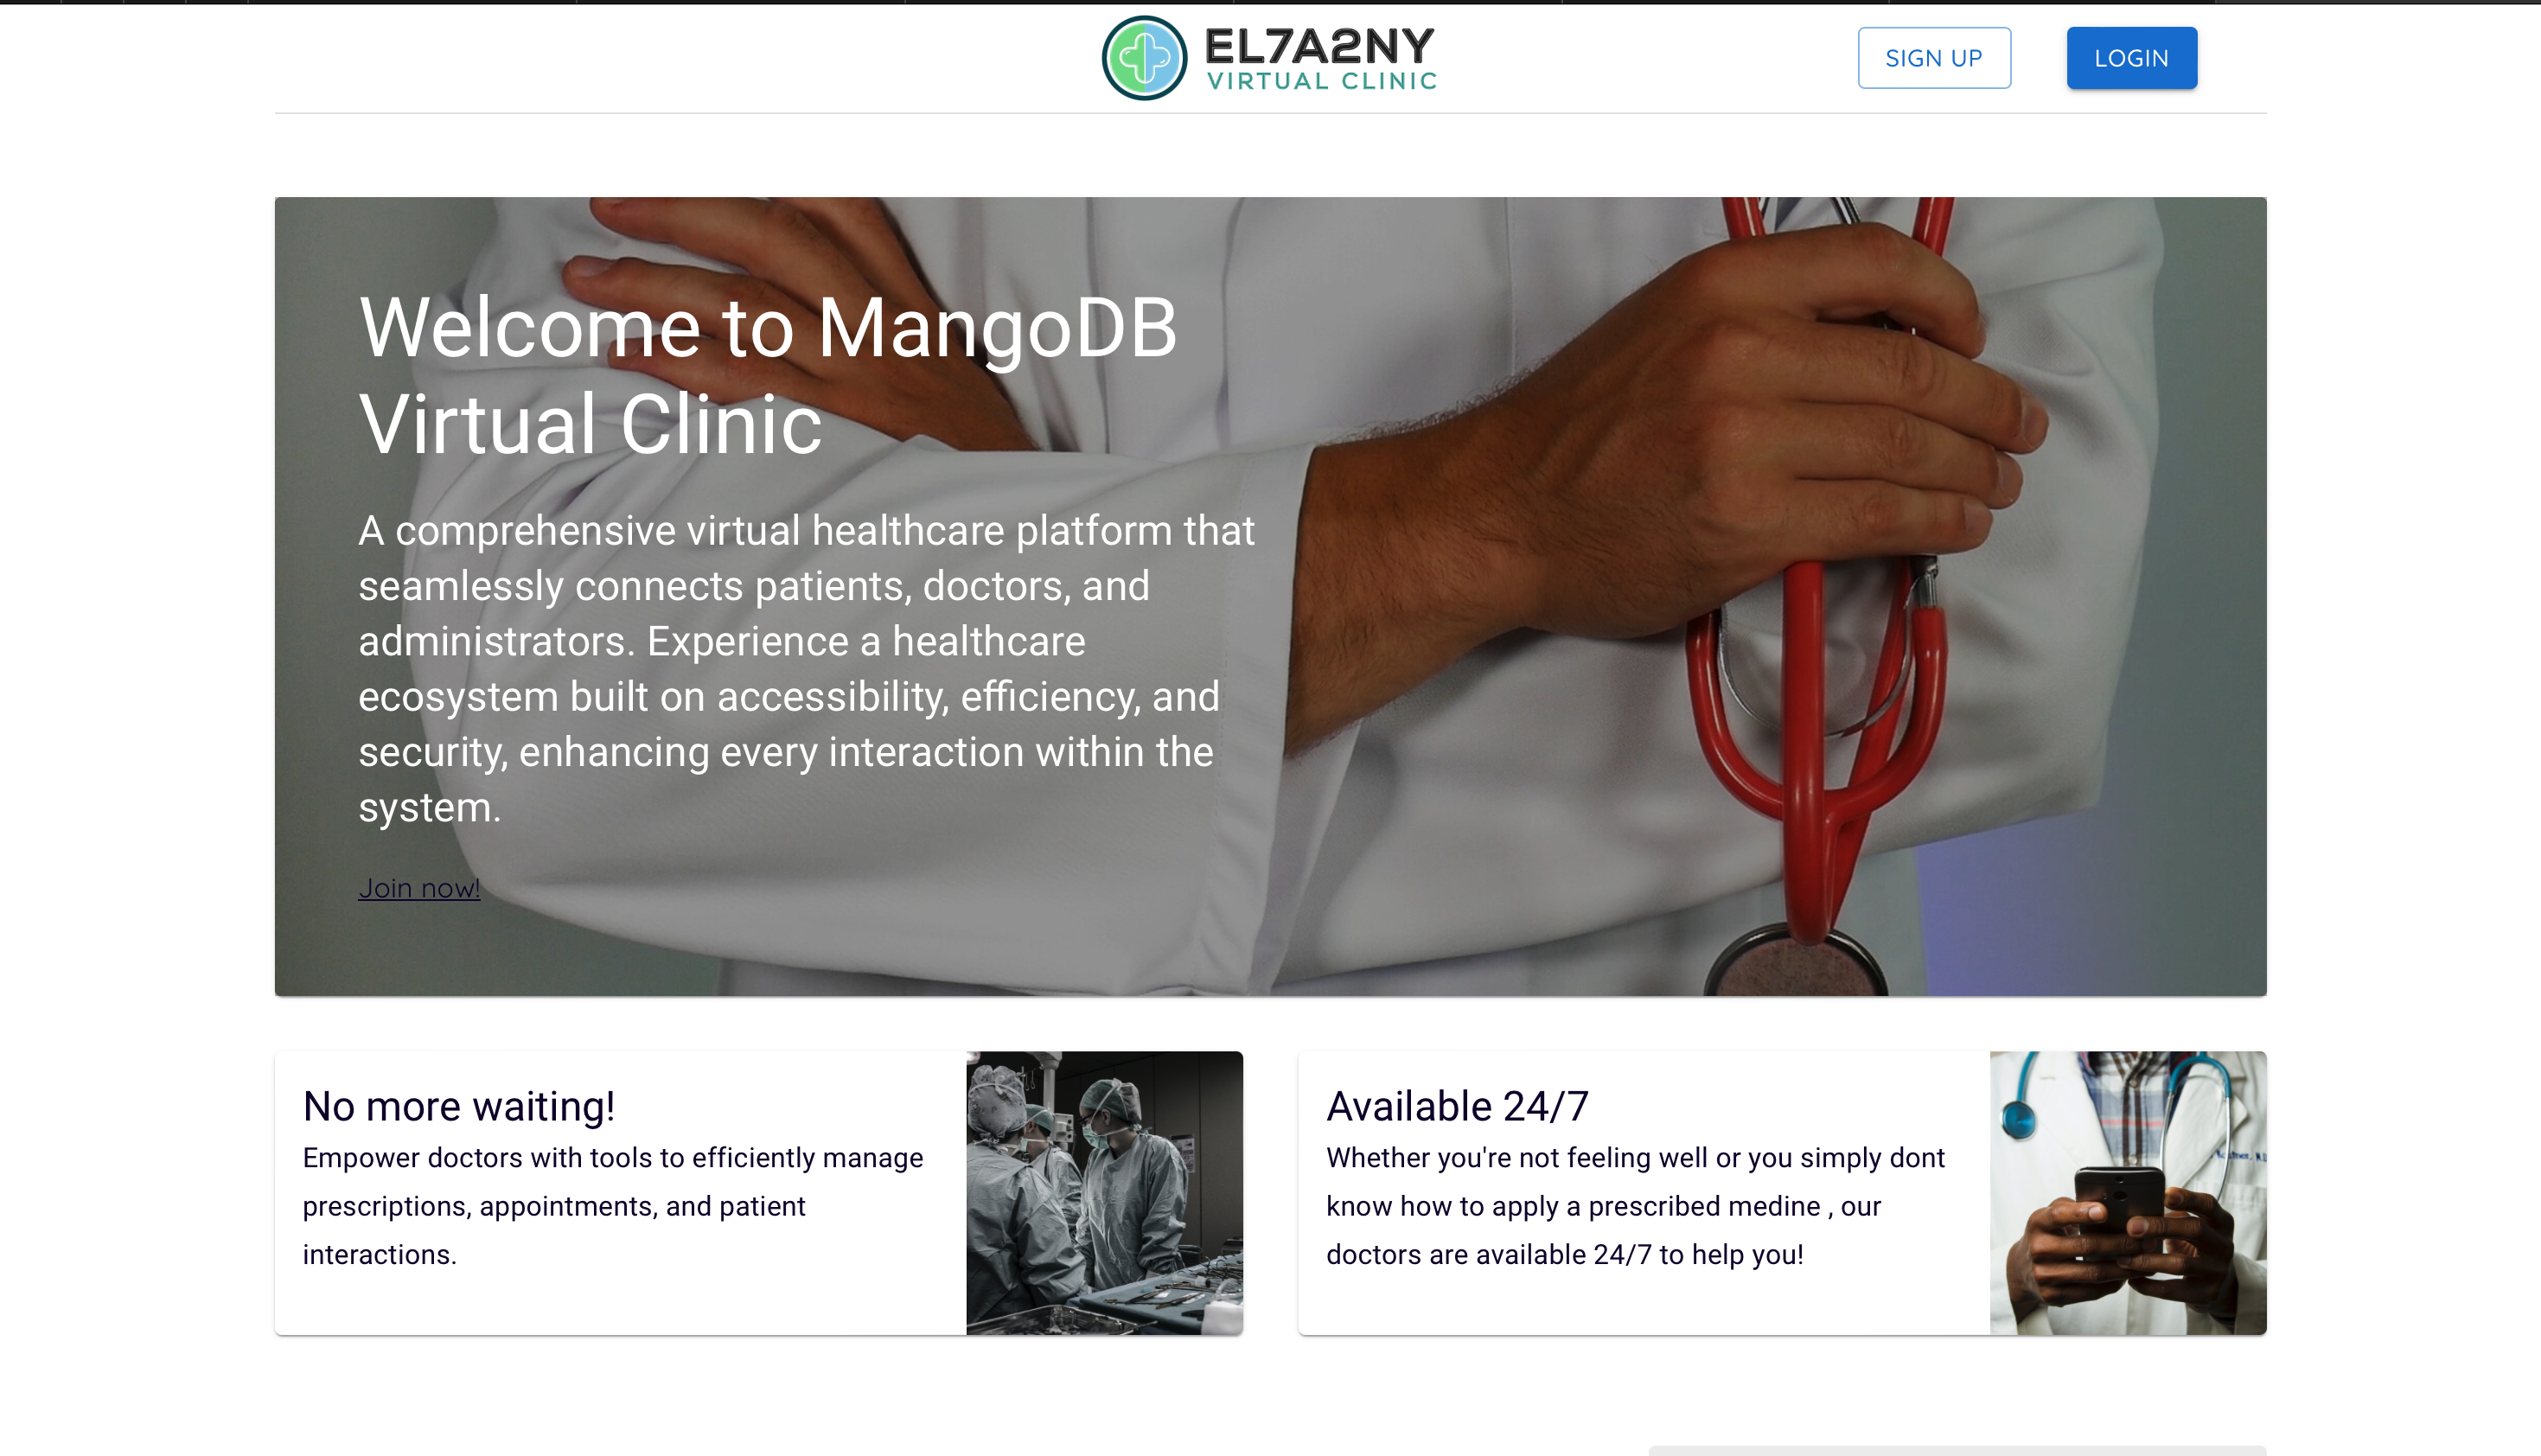 EL7A2NY
VIRTUAL CLINIC
SIGN UP
LOGIN
Welcome to MangoDB
Virtual Clinic
A comprehensive virtual healthcare platform that
seamlessly connects patients, doctors, and
administrators. Experience a healthcare
ecosystem built on accessibility, efficiency, and
security, enhancing every interaction within the
system.
Join now!
No more waiting!
Empower doctors with tools to efficiently manage
prescriptions, appointments, and patient
interactions.
Available 24/7
Whether you're not feeling well or you simply dont
know how to apply a prescribed medine , our
doctors are available 24/7 to help you!